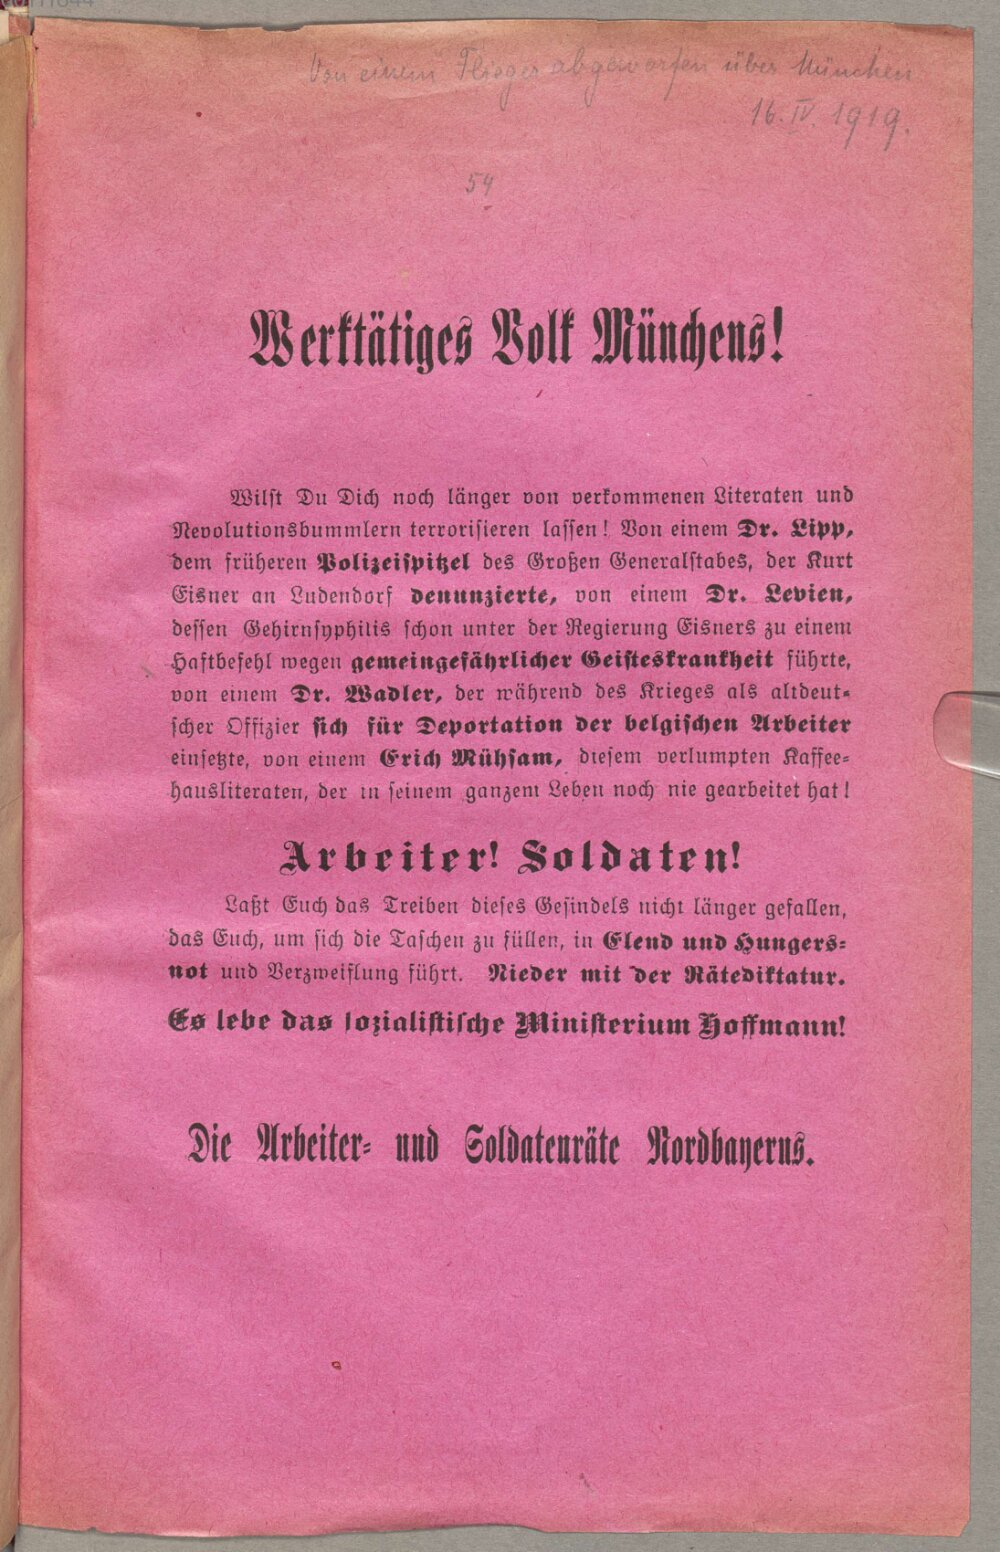 Von einem Flieger abgeworfen über München
16. IV. 1919.
54
Werktätiges Volk Münchens!
Wilst Du Dich noch länger von verkommenen Literaten und
Revolutionsbummlern terrorisieren lassen! Von einem Dr. Lipp,
dem früheren Polizeispitzel des Großen Generalstabes, der Kurt
Eisner an Ludendorf denunzierte, von einem Dr. Levien,
dessen Gehirnsyphilis schon unter der Regierung Eisners zu einem
Haftbefehl wegen gemeingefährlicher Geisteskrankheit führte,
von einem Dr. Wadler, der während des Krieges als altdeut-
scher Offizier sich für Deportation der belgischen Arbeiter
einsetzte, von einem Erich Mühsam, diesem verlumpten Kaffee-
hausliteraten, der in seinem ganzem Leben noch nie gearbeitet hat!
Arbeiter! Soldaten!
Laßt Euch das Treiben dieses Gesindels nicht länger gefallen,
das Euch, um sich die Taschen zu füllen, in Elend und Hungers-
not und Verzweiflung führt. Nieder mit der Rätediktatur.
Es lebe das sozialistische Ministerium Hoffmann!
Die Arbeiter- und Soldatenräte Nordbayerns.